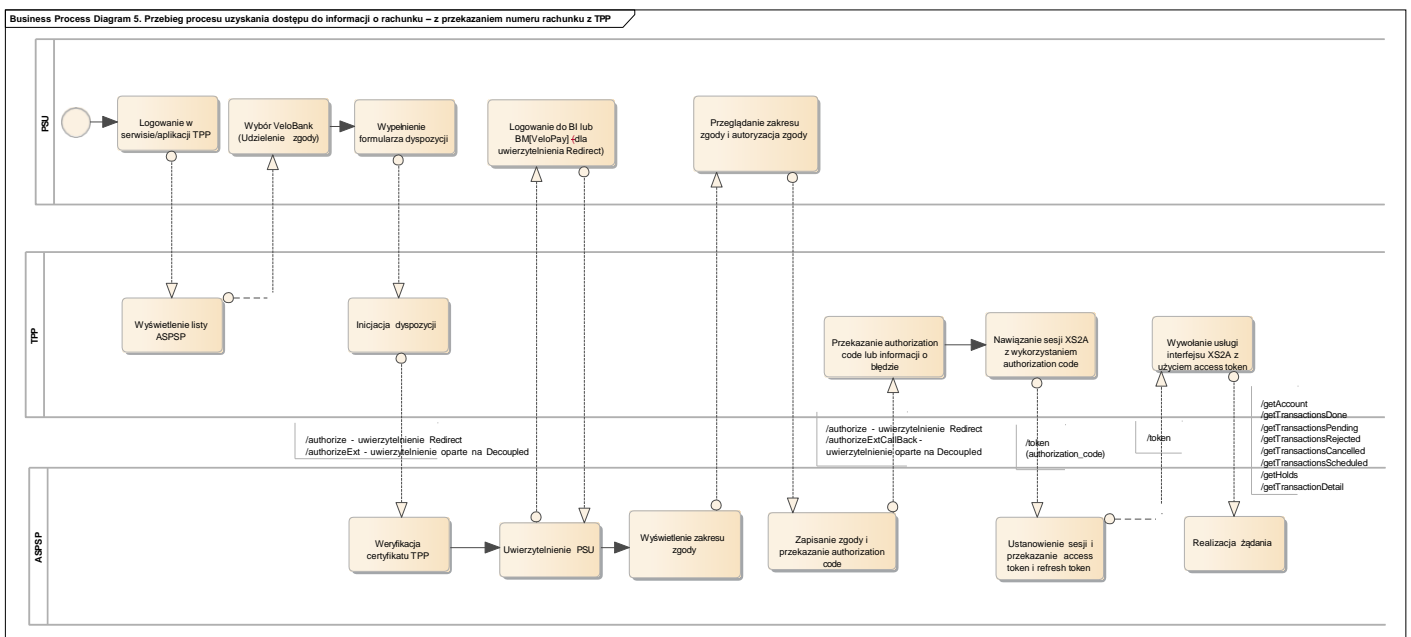 Business Process Diagram 5. Przebieg procesu uzyskania dostępu do informacji o rachunku – z przekazaniem numeru rachunku z TPP
PSU
Logowanie w
serwisie/aplikacji TPP
Wybór VeloBank
(Udzielenie zgody)
Wypełnienie
formularza dyspozycji
Logowanie do BI lub
BM[VeloPay] (dla
uwierzytelnienia Redirect)
Przeglądanie zakresu
zgody i autoryzacja zgody
TPP
Wyświetlenie listy
ASPSP
Inicjacja dyspozycji
Przekazanie authorization
code lub informacji o
błędzie
Nawiązanie sesji XS2A
z wykorzystaniem
authorization code
Wywołanie usługi
interfejsu XS2A z
użyciem access token
/authorize - uwierzytelnienie Redirect
/authorizeExt - uwierzytelnienie oparte na Decoupled
/authorize - uwierzytelnienie Redirect
/authorizeExtCallBack -
uwierzytelnienie oparte na Decoupled
/token
(authorization_code)
/token
/getAccount
/getTransactionsDone
/getTransactionsPending
/getTransactionsRejected
/getTransactionsCancelled
/getTransactionsScheduled
/getHolds
/getTransactionDetail
ASPSP
Weryfikacja
certyfikatu TPP
Uwierzytelnienie PSU
Wyświetlenie zakresu
zgody
Zapisanie zgody i
przekazanie authorization
code
Ustanowienie sesji i
przekazanie access
token i refresh token
Realizacja żądania